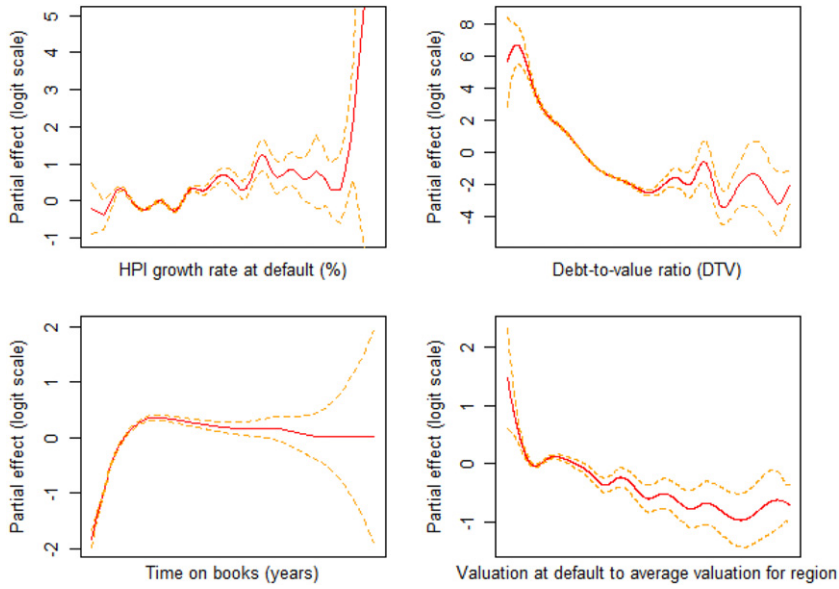 Partial effect (logit scale)
5
4
3
2
1
0
-1
HPI growth rate at default (%)
Partial effect (logit scale)
8
6
4
2
0
-2
-4
Debt-to-value ratio (DTV)
Partial effect (logit scale)
2
1
0
-1
-2
Time on books (years)
Partial effect (logit scale)
2
1
0
-1
Valuation at default to average valuation for region